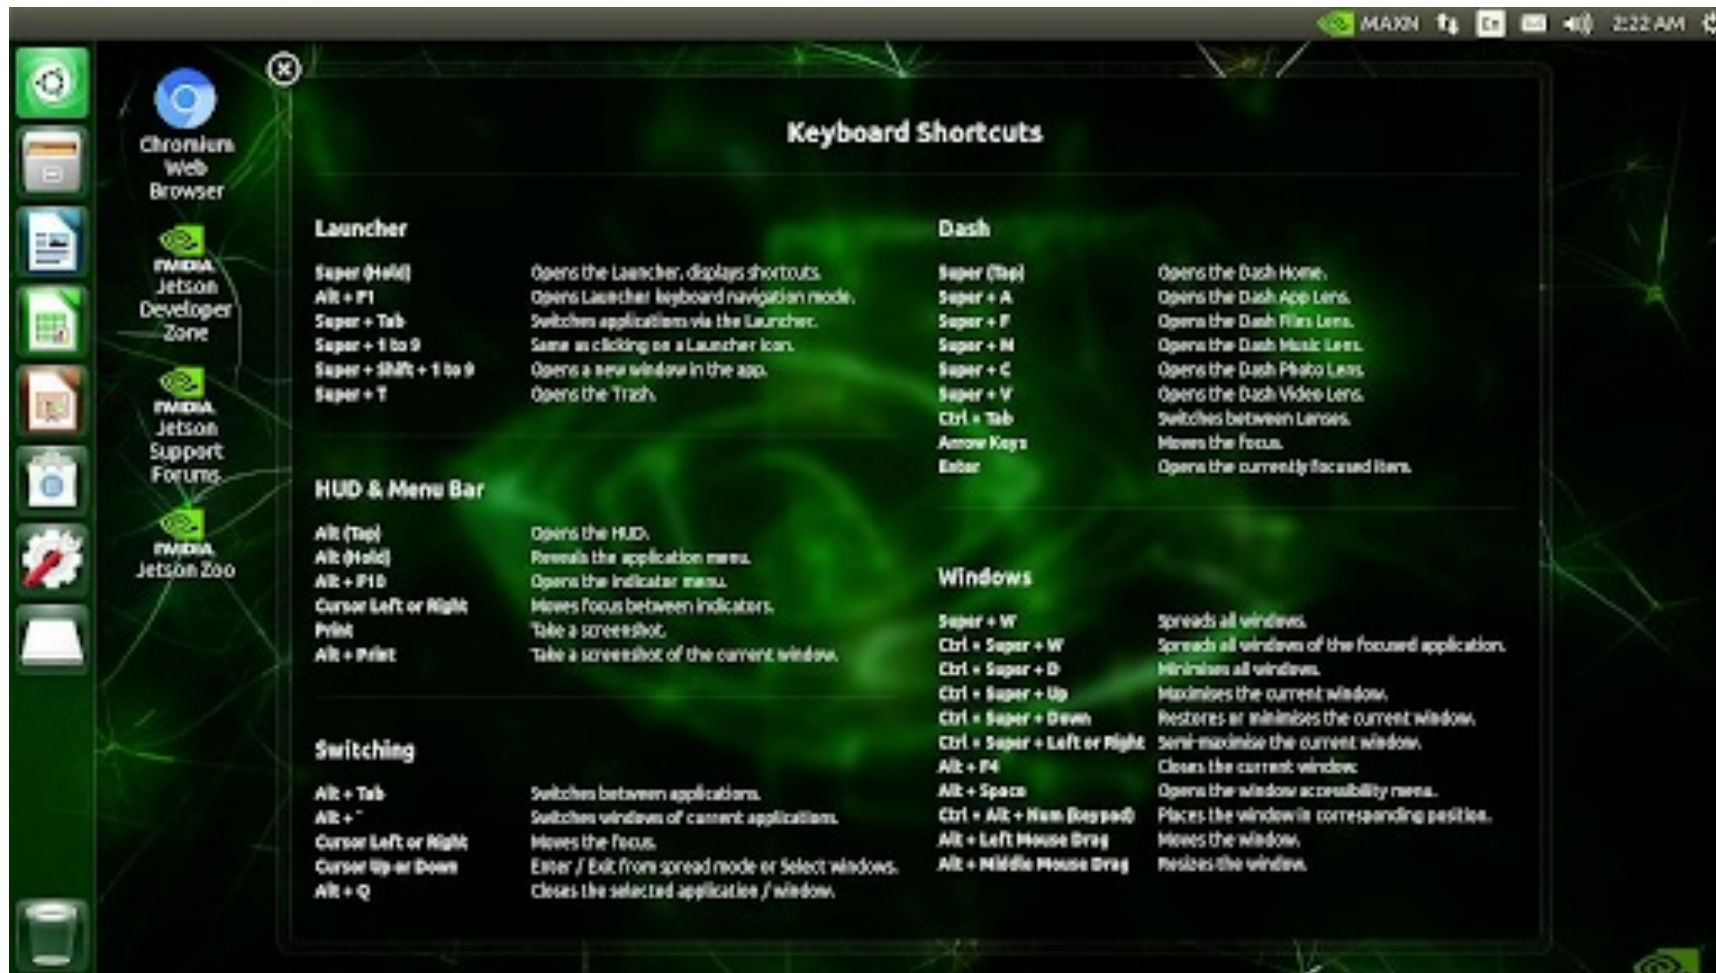 MAXN
En
2:22 AM
Chromium
Web
Browser
NVIDIA.
Jetson
Developer
Zone
NVIDIA.
Jetson
Support
Forums
NVIDIA.
Jetson Zoo
Keyboard Shortcuts
Launcher
Super (Hold) Opens the Launcher, displays shortcuts.
Alt + F1 Opens Launcher keyboard navigation mode.
Super + Tab Switches applications via the Launcher.
Super + 1 to 9 Same as clicking on a Launcher icon.
Super + Shift + 1 to 9 Opens a new window in the app.
Super + T Opens the Trash.
HUD & Menu Bar
Alt (Tap) Opens the HUD.
Alt (Hold) Reveals the application menu.
Alt + F10 Opens the indicator menu.
Cursor Left or Right Moves focus between indicators.
Print Take a screenshot.
Alt + Print Take a screenshot of the current window.
Switching
Alt + Tab Switches between applications.
Alt + ` Switches windows of current applications.
Cursor Left or Right Moves the focus.
Cursor Up or Down Enter / Exit from spread mode or Select windows.
Alt + Q Closes the selected application / window.
Dash
Super (Tap) Opens the Dash Home.
Super + A Opens the Dash App Lens.
Super + F Opens the Dash Files Lens.
Super + M Opens the Dash Music Lens.
Super + C Opens the Dash Photo Lens.
Super + V Opens the Dash Video Lens.
Ctrl + Tab Switches between Lenses.
Arrow Keys Moves the focus.
Enter Opens the currently focused item.
Windows
Super + W Spreads all windows.
Ctrl + Super + W Spreads all windows of the focused application.
Ctrl + Super + D Minimises all windows.
Ctrl + Super + Up Maximises the current window.
Ctrl + Super + Down Restores or minimises the current window.
Ctrl + Super + Left or Right Semi-maximise the current window.
Alt + F4 Closes the current window.
Alt + Space Opens the window accessibility menu.
Ctrl + Alt + Num (keypad) Places the window in corresponding position.
Alt + Left Mouse Drag Moves the window.
Alt + Middle Mouse Drag Resizes the window.